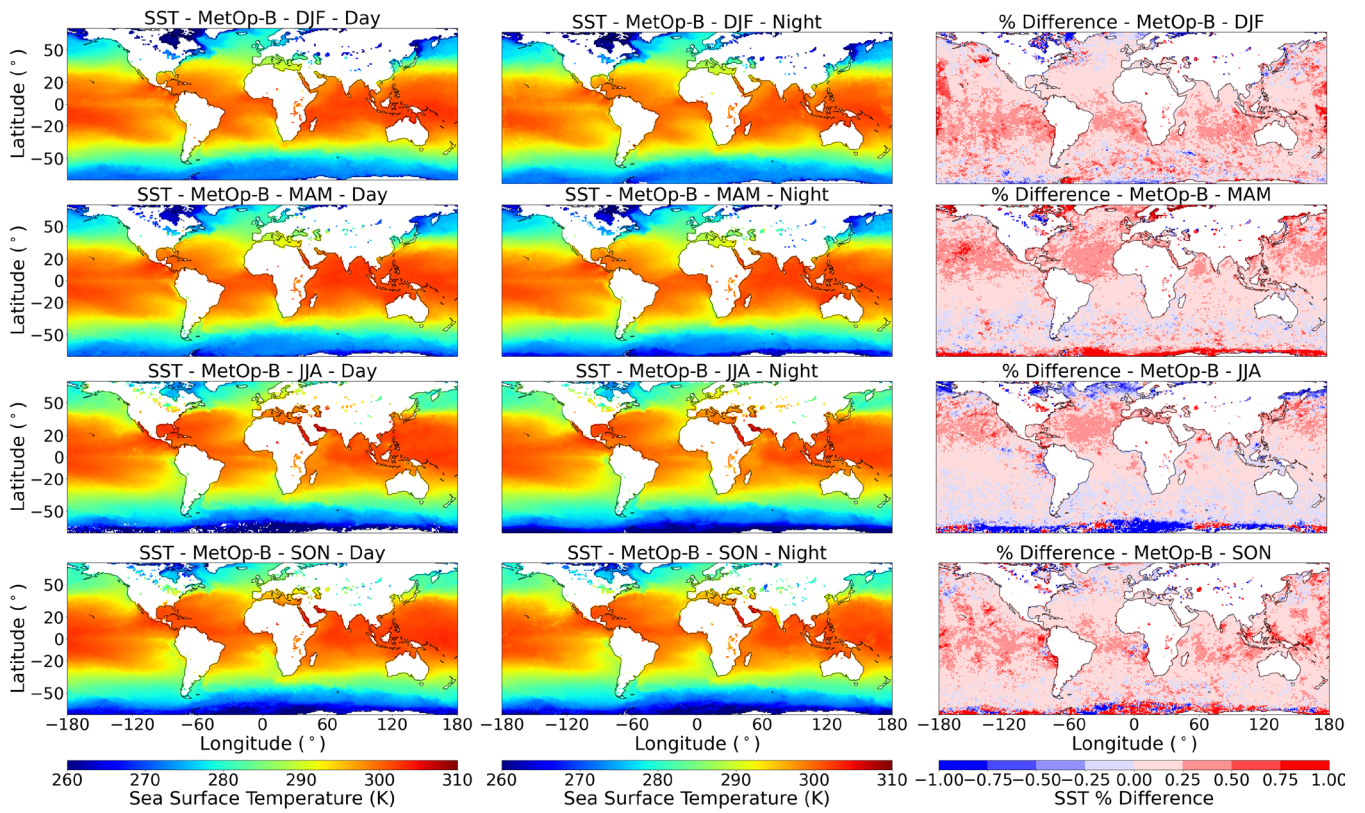 SST - MetOp-B - DJF - Day
SST - MetOp-B - DJF - Night
% Difference - MetOp-B - DJF
Latitude (°)
50
20
0
−20
−50
SST - MetOp-B - MAM - Day
SST - MetOp-B - MAM - Night
% Difference - MetOp-B - MAM
Latitude (°)
50
20
0
−20
−50
SST - MetOp-B - JJA - Day
SST - MetOp-B - JJA - Night
% Difference - MetOp-B - JJA
Latitude (°)
50
20
0
−20
−50
SST - MetOp-B - SON - Day
SST - MetOp-B - SON - Night
% Difference - MetOp-B - SON
Latitude (°)
50
20
0
−20
−50
−180 −120 −60 0 60 120 180
−180 −120 −60 0 60 120 180
−180 −120 −60 0 60 120 180
Longitude (°)
Longitude (°)
Longitude (°)
260 270 280 290 300 310
260 270 280 290 300 310
−1.00 −0.75 −0.50 −0.25 0.00 0.25 0.50 0.75 1.00
Sea Surface Temperature (K)
Sea Surface Temperature (K)
SST % Difference